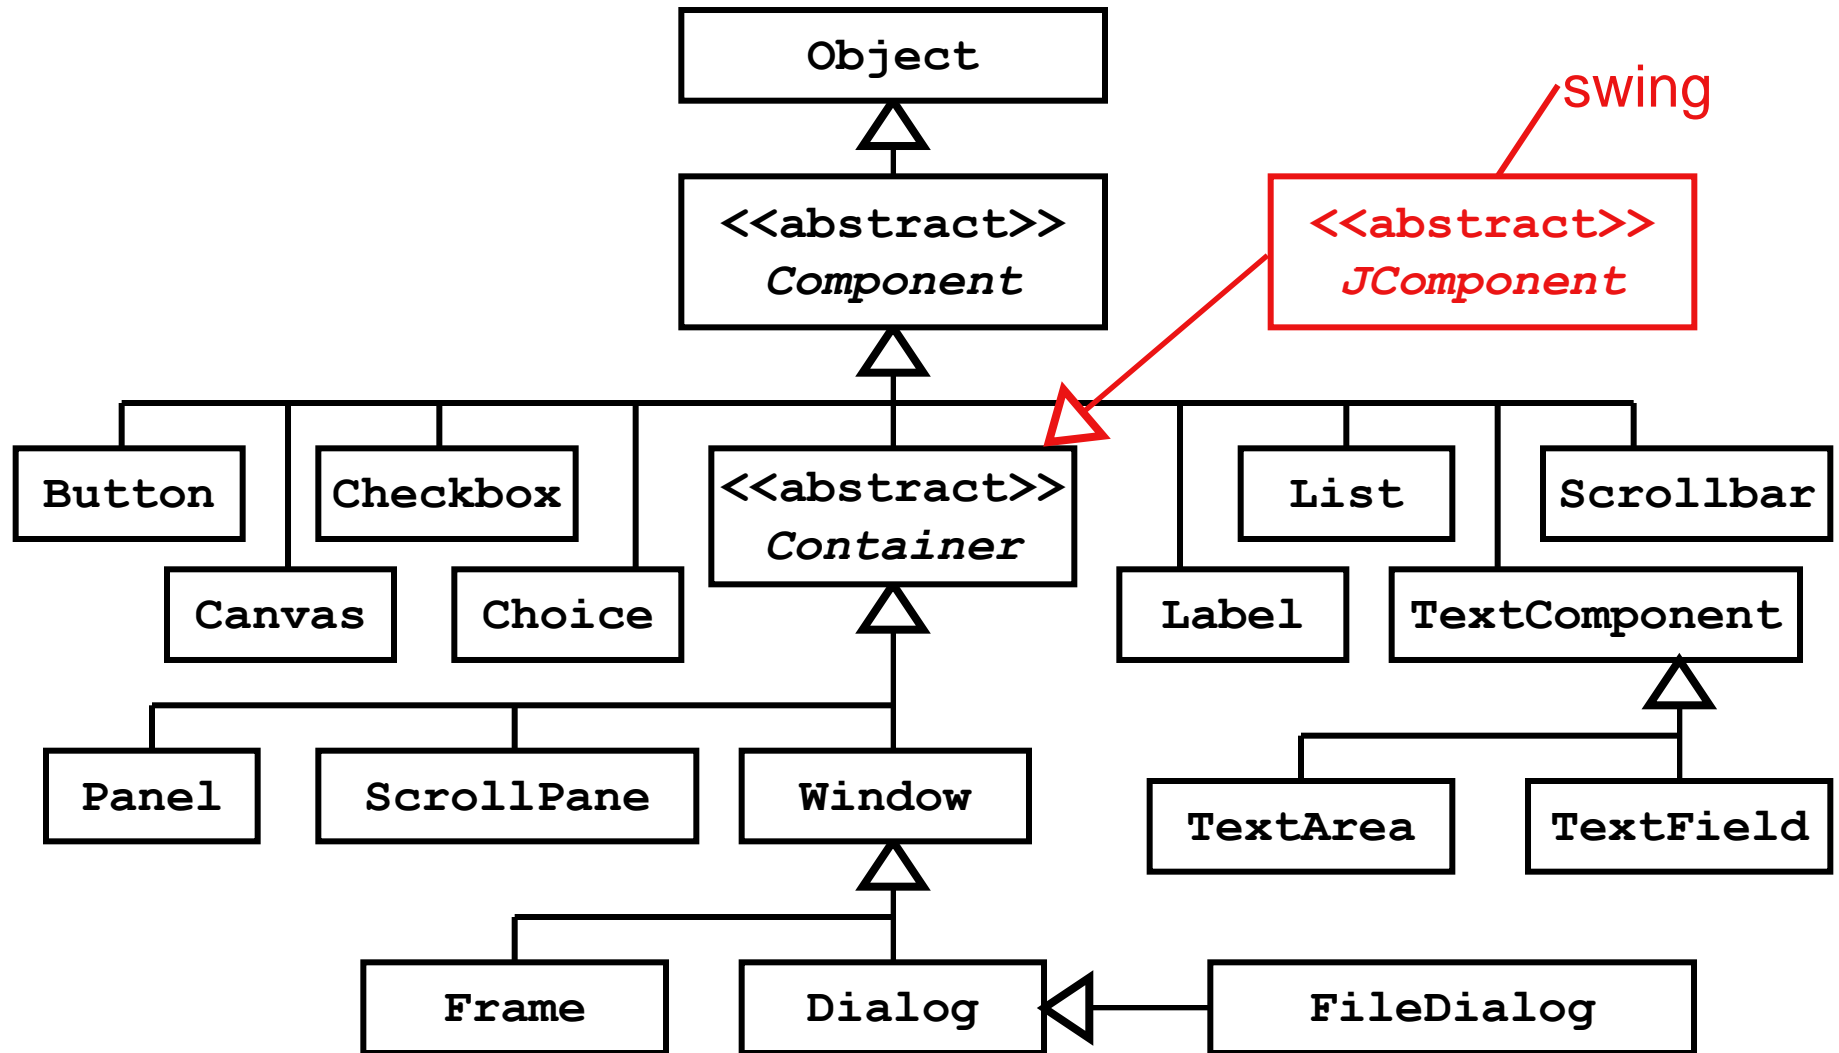 Object
swing
<<abstract>>
Component
<<abstract>>
JComponent
Button
Checkbox
<<abstract>>
Container
List
Scrollbar
Canvas
Choice
Label
TextComponent
Panel
ScrollPane
Window
TextArea
TextField
Frame
Dialog
FileDialog